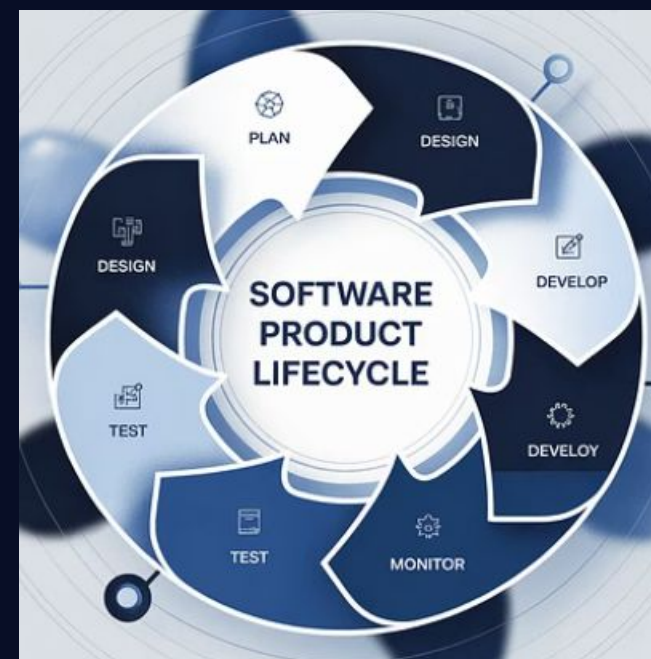 PLAN
DESIGN
DEVELOP
DEVELOY
MONITOR
TEST
TEST
DESIGN
SOFTWARE
PRODUCT
LIFECYCLE